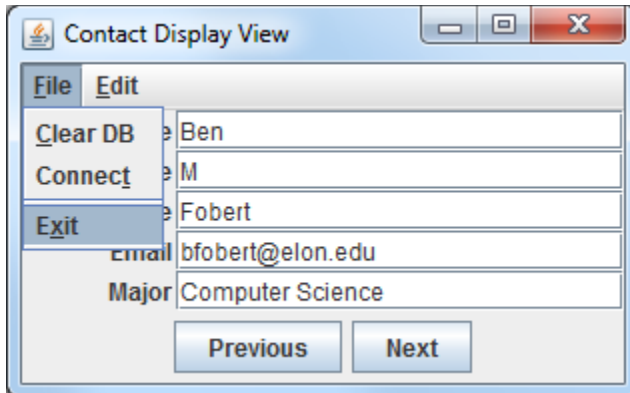 Contact Display View
File Edit
Clear DB e Ben
Connect e M
e Fobert
Exit
Email bfobert@elon.edu
Major Computer Science
Previous Next